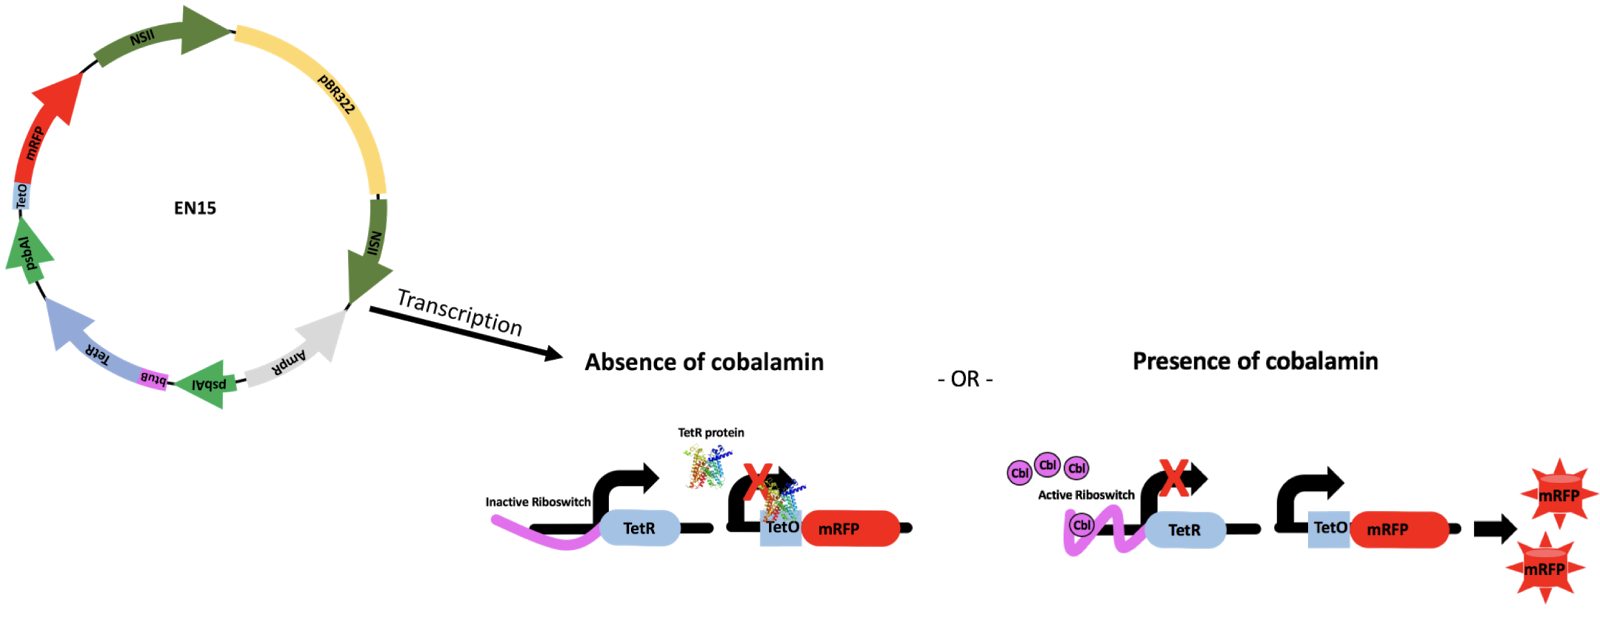 NSII
pBR322
mRFP
TetO
EN15
NSII
psbAI
TetR
btuB
psbAI
AmpR
Transcription
Absence of cobalamin
- OR -
Presence of cobalamin
TetR protein
Inactive Riboswitch
TetR
TetO
mRFP
Cbl
Cbl
Cbl
Active Riboswitch
Cbl
TetR
TetO
mRFP
mRFP
mRFP